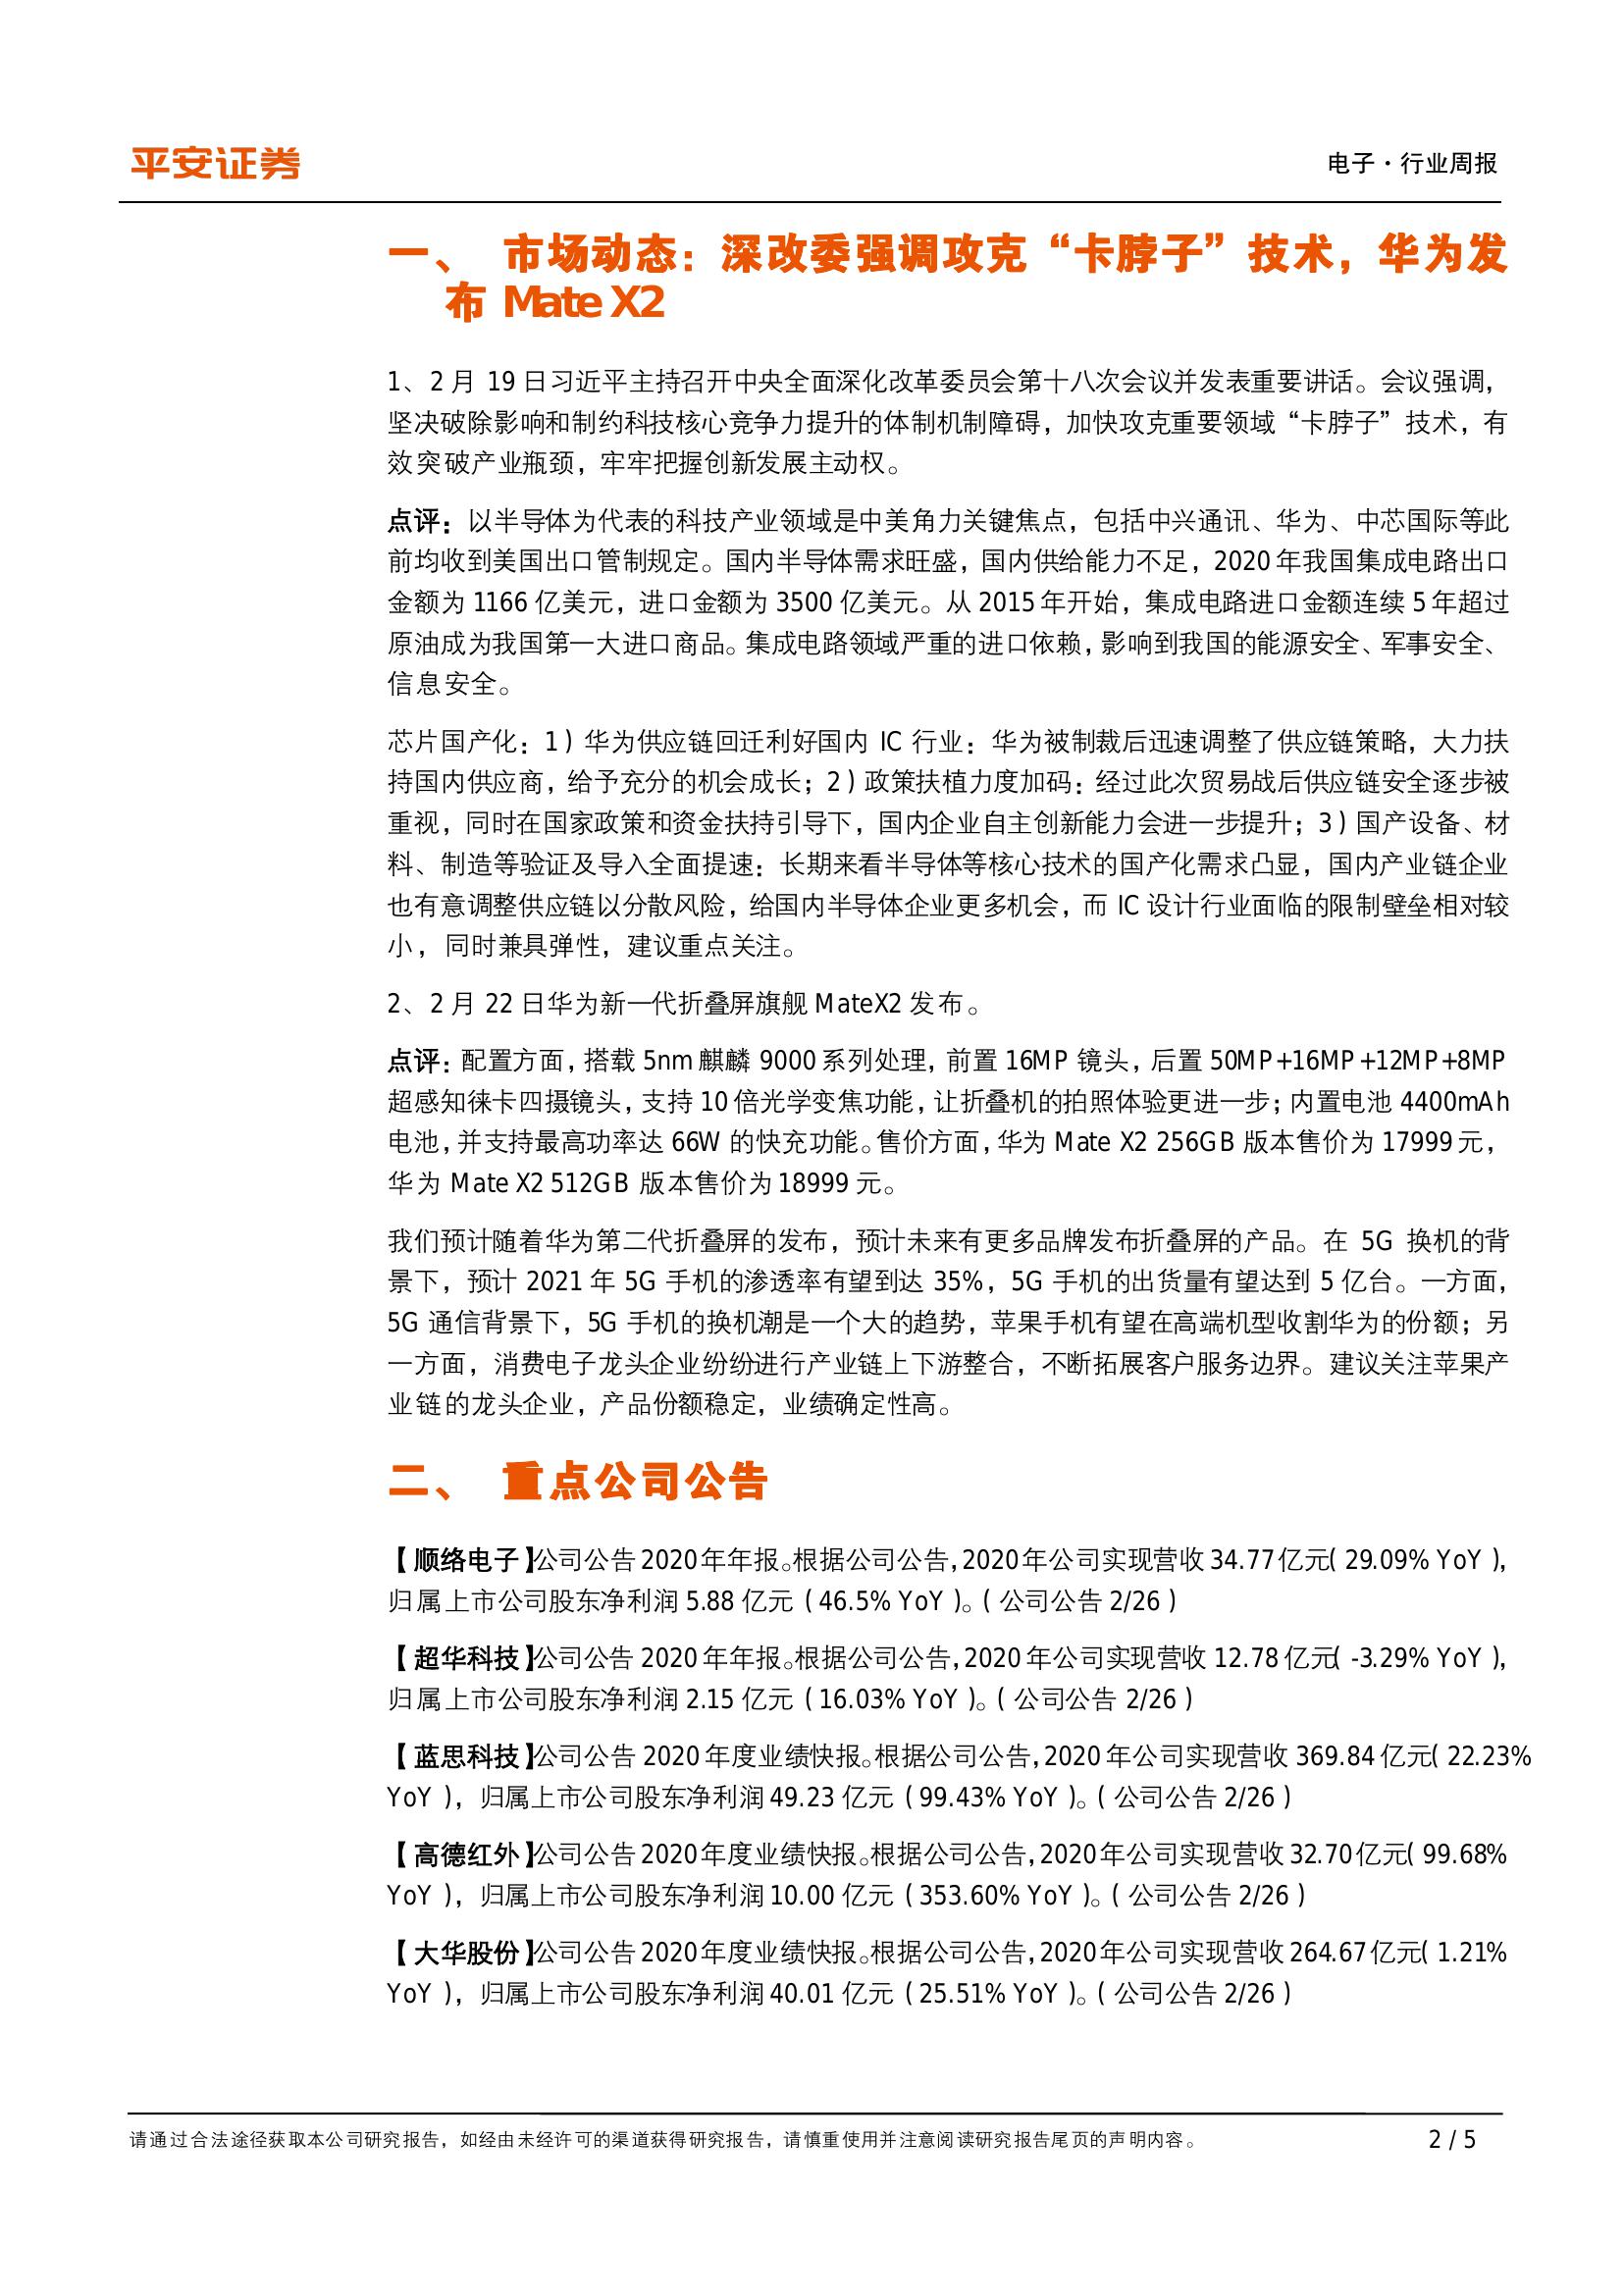 平安证券
电子·行业周报
一、 市场动态：深改委强调攻克“卡脖子”技术，华为发
布 Mate X2
1、2 月 19 日习近平主持召开中央全面深化改革委员会第十八次会议并发表重要讲话。会议强调，
坚决破除影响和制约科技核心竞争力提升的体制机制障碍，加快攻克重要领域“卡脖子”技术，有
效突破产业瓶颈，牢牢把握创新发展主动权。
点评：以半导体为代表的科技产业领域是中美角力关键焦点，包括中兴通讯、华为、中芯国际等此
前均收到美国出口管制规定。国内半导体需求旺盛，国内供给能力不足，2020 年我国集成电路出口
金额为 1166 亿美元，进口金额为 3500 亿美元。从 2015 年开始，集成电路进口金额连续 5 年超过
原油成为我国第一大进口商品。集成电路领域严重的进口依赖，影响到我国的能源安全、军事安全、
信息安全。
芯片国产化：1）华为供应链回迁利好国内 IC 行业：华为被制裁后迅速调整了供应链策略，大力扶
持国内供应商，给予充分的机会成长；2）政策扶植力度加码：经过此次贸易战后供应链安全逐步被
重视，同时在国家政策和资金扶持引导下，国内企业自主创新能力会进一步提升；3）国产设备、材
料、制造等验证及导入全面提速：长期来看半导体等核心技术的国产化需求凸显，国内产业链企业
也有意调整供应链以分散风险，给国内半导体企业更多机会，而 IC 设计行业面临的限制壁垒相对较
小，同时兼具弹性，建议重点关注。
2、2 月 22 日华为新一代折叠屏旗舰 MateX2 发布。
点评：配置方面，搭载 5nm 麒麟 9000 系列处理，前置 16MP 镜头，后置 50MP+16MP+12MP+8MP
超感知徕卡四摄镜头，支持 10 倍光学变焦功能，让折叠机的拍照体验更进一步；内置电池 4400mAh
电池，并支持最高功率达 66W 的快充功能。售价方面，华为 Mate X2 256GB 版本售价为 17999 元，
华为 Mate X2 512GB 版本售价为 18999 元。
我们预计随着华为第二代折叠屏的发布，预计未来有更多品牌发布折叠屏的产品。在 5G 换机的背
景下，预计 2021 年 5G 手机的渗透率有望到达 35%，5G 手机的出货量有望达到 5 亿台。一方面，
5G 通信背景下，5G 手机的换机潮是一个大的趋势，苹果手机有望在高端机型收割华为的份额；另
一方面，消费电子龙头企业纷纷进行产业链上下游整合，不断拓展客户服务边界。建议关注苹果产
业链的龙头企业，产品份额稳定，业绩确定性高。
二、 重点公司公告
【顺络电子】公司公告 2020 年年报。根据公司公告，2020 年公司实现营收 34.77 亿元（29.09% YoY），
归属上市公司股东净利润 5.88 亿元（46.5% YoY）。（公司公告 2/26）
【超华科技】公司公告 2020 年年报。根据公司公告，2020 年公司实现营收 12.78 亿元（-3.29% YoY），
归属上市公司股东净利润 2.15 亿元（16.03% YoY）。（公司公告 2/26）
【蓝思科技】公司公告 2020 年度业绩快报。根据公司公告，2020 年公司实现营收 369.84 亿元（22.23%
YoY），归属上市公司股东净利润 49.23 亿元（99.43% YoY）。（公司公告 2/26）
【高德红外】公司公告 2020 年度业绩快报。根据公司公告，2020 年公司实现营收 32.70 亿元（99.68%
YoY），归属上市公司股东净利润 10.00 亿元（353.60% YoY）。（公司公告 2/26）
【大华股份】公司公告 2020 年度业绩快报。根据公司公告，2020 年公司实现营收 264.67 亿元（1.21%
YoY），归属上市公司股东净利润 40.01 亿元（25.51% YoY）。（公司公告 2/26）
请通过合法途径获取本公司研究报告，如经由未经许可的渠道获得研究报告，请慎重使用并注意阅读研究报告尾页的声明内容。
2 / 5